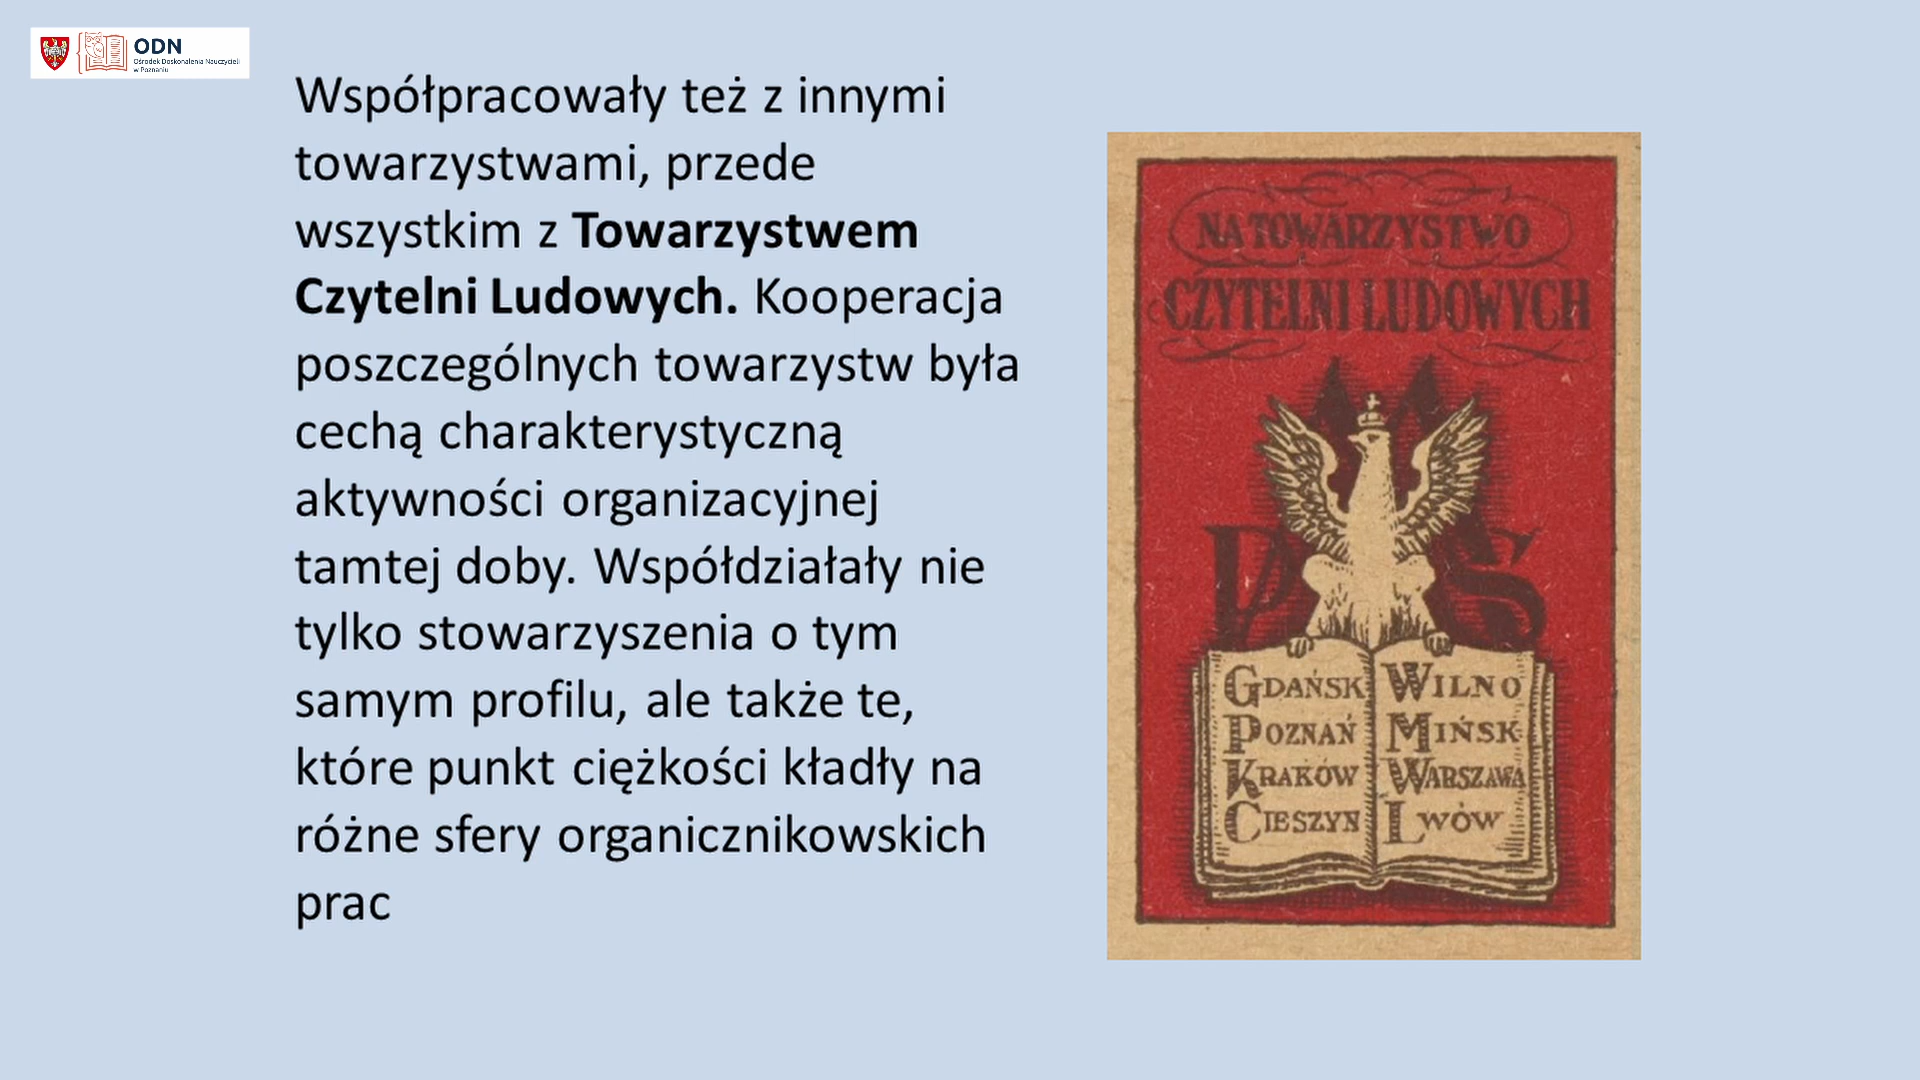 ODN
Ośrodek Doskonalenia Nauczycieli
w Poznaniu
Współpracowały też z innymi
towarzystwami, przede
wszystkim z Towarzystwem
Czytelni Ludowych. Kooperacja
poszczególnych towarzystw była
cechą charakterystyczną
aktywności organizacyjnej
tamtej doby. Współdziałały nie
tylko stowarzyszenia o tym
samym profilu, ale także te,
które punkt ciężkości kładły na
różne sfery organicznikowskich
prac
NA TOWARZYSTWO
CZYTELNI LUDOWYCH
M
P S
GDAŃSK WILNO
POZNAŃ MIŃSK
KRAKÓW WARSZAWA
CIESZYN LWÓW